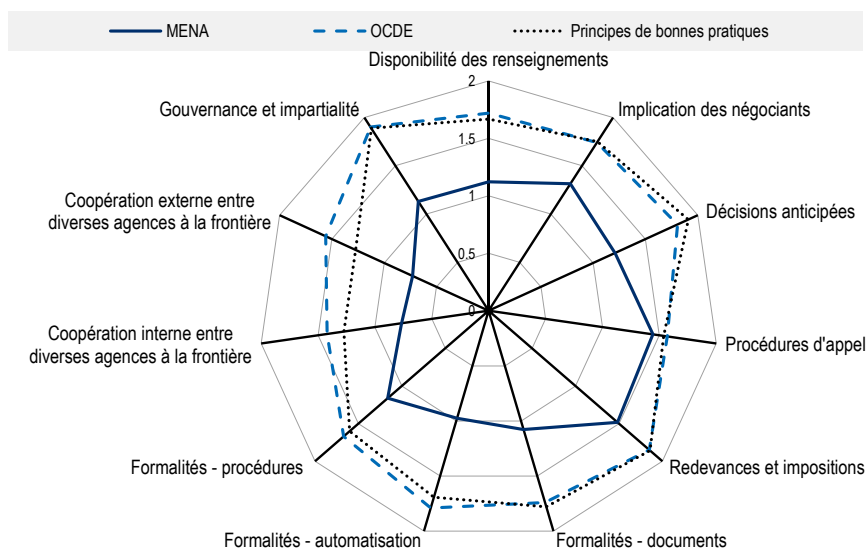 MENA
OCDE
Principes de bonnes pratiques
Disponibilité des renseignements
2
Gouvernance et impartialité
Implication des négociants
1.5
Coopération externe entre
diverses agences à la frontière
1
Décisions anticipées
0.5
0
Coopération interne entre
diverses agences à la frontière
Procédures d'appel
Formalités - procédures
Redevances et impositions
Formalités - automatisation
Formalités - documents